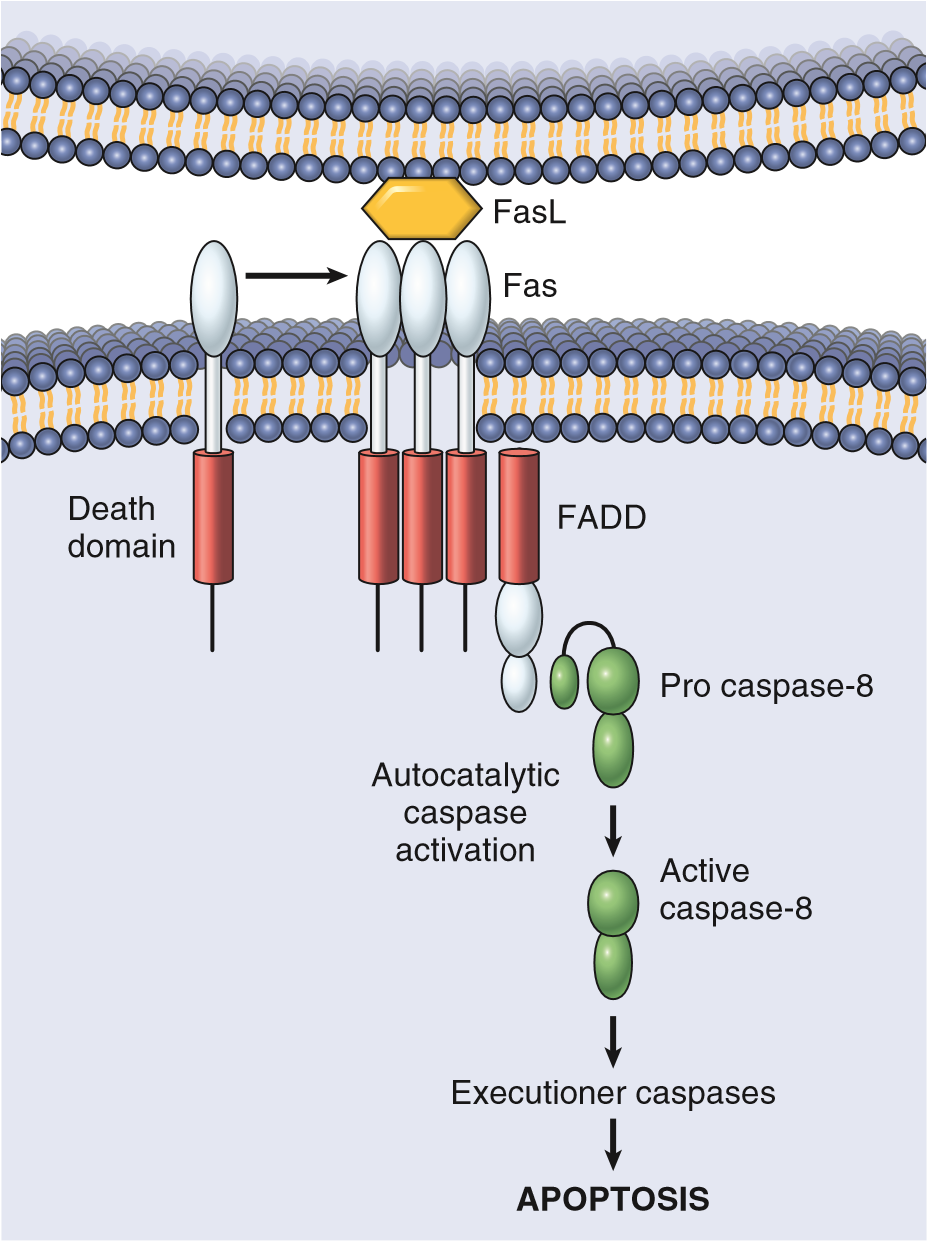 FasL
Fas
Death
domain
FADD
Pro caspase-8
Autocatalytic
caspase
activation
Active
caspase-8
Executioner caspases
APOPTOSIS